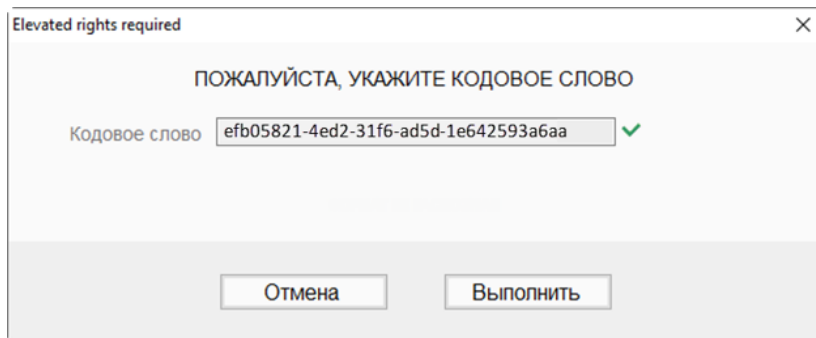 Elevated rights required
ПОЖАЛУЙСТА, УКАЖИТЕ КОДОВОЕ СЛОВО
Кодовое слово efb05821-4ed2-31f6-ad5d-1e642593a6aa
Отмена Выполнить